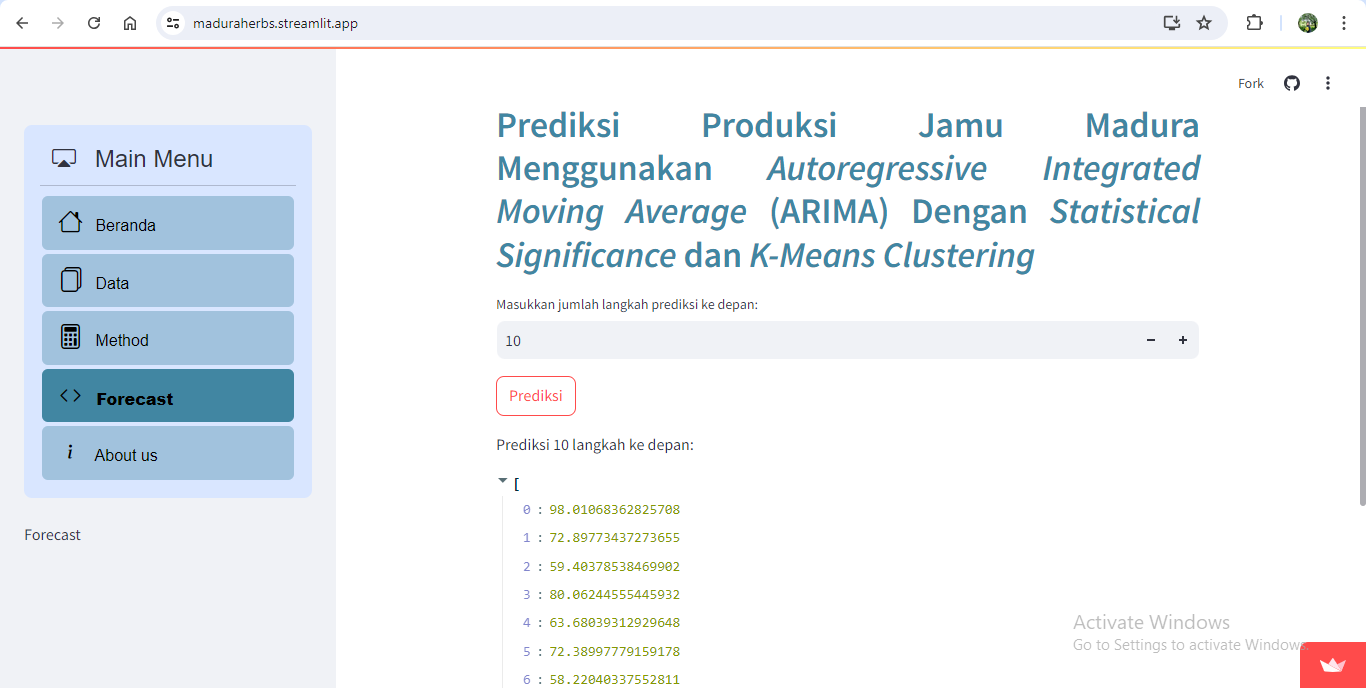 maduraherbs.streamlit.app
Fork
Main Menu
Beranda
Data
Method
Forecast
i About us
Forecast
Prediksi Produksi Jamu Madura
Menggunakan Autoregressive Integrated
Moving Average (ARIMA) Dengan Statistical
Significance dan K-Means Clustering
Masukkan jumlah langkah prediksi ke depan:
10 − +
Prediksi
Prediksi 10 langkah ke depan:
[
0 : 98.01068362825708
1 : 72.89773437273655
2 : 59.40378538469902
3 : 80.06244555445932
4 : 63.68039312929648
5 : 72.38997779159178
6 : 58.22040337552811
Activate Windows
Go to Settings to activate Windows.